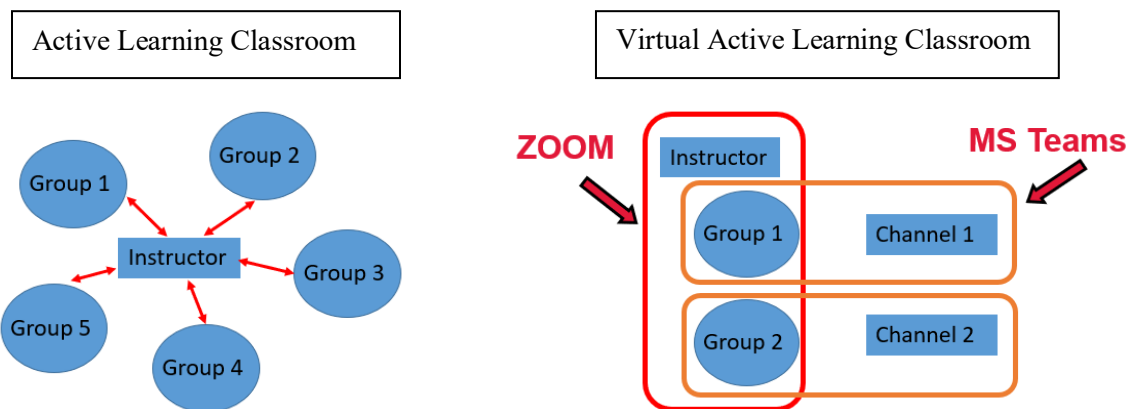 Active Learning Classroom
Group 1
Group 2
Instructor
Group 3
Group 5
Group 4
Virtual Active Learning Classroom
ZOOM
MS Teams
Instructor
Group 1
Channel 1
Group 2
Channel 2